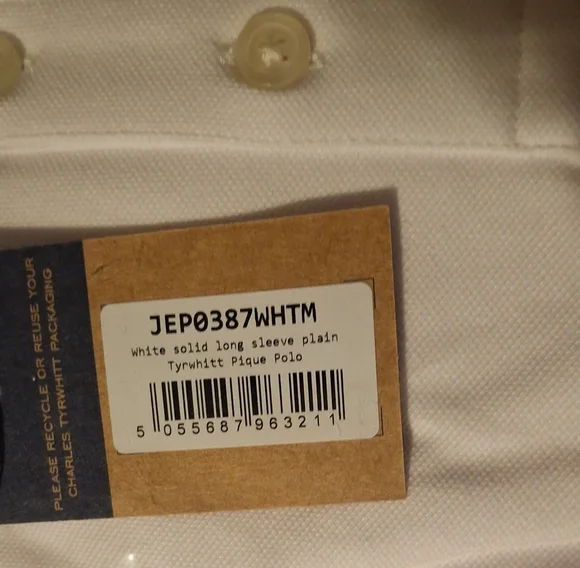 JEP0387WHTM
White solid long sleeve plain
Tyrwhitt Pique Polo
5 055687 963211
PLEASE RECYCLE OR REUSE YOUR
CHARLES TYRWHITT PACKAGING